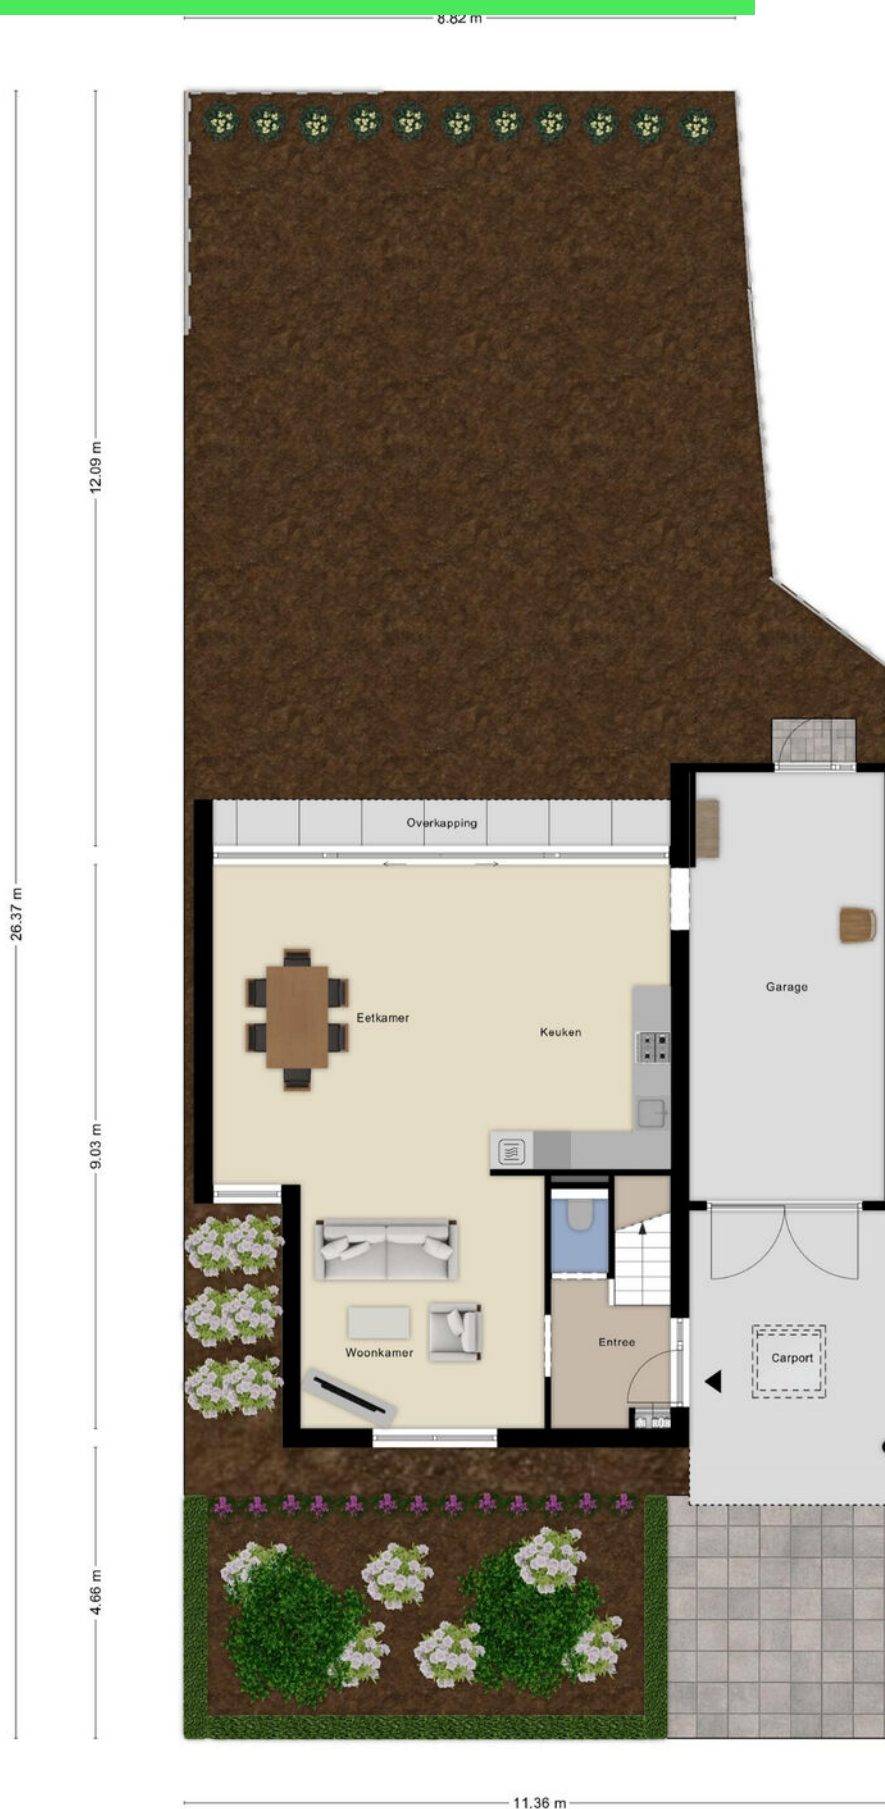 8.82 m
12.09 m
Overkapping
26.37 m
Garage
Eetkamer
Keuken
9.03 m
Entree
Woonkamer
Carport
4.66 m
11.36 m